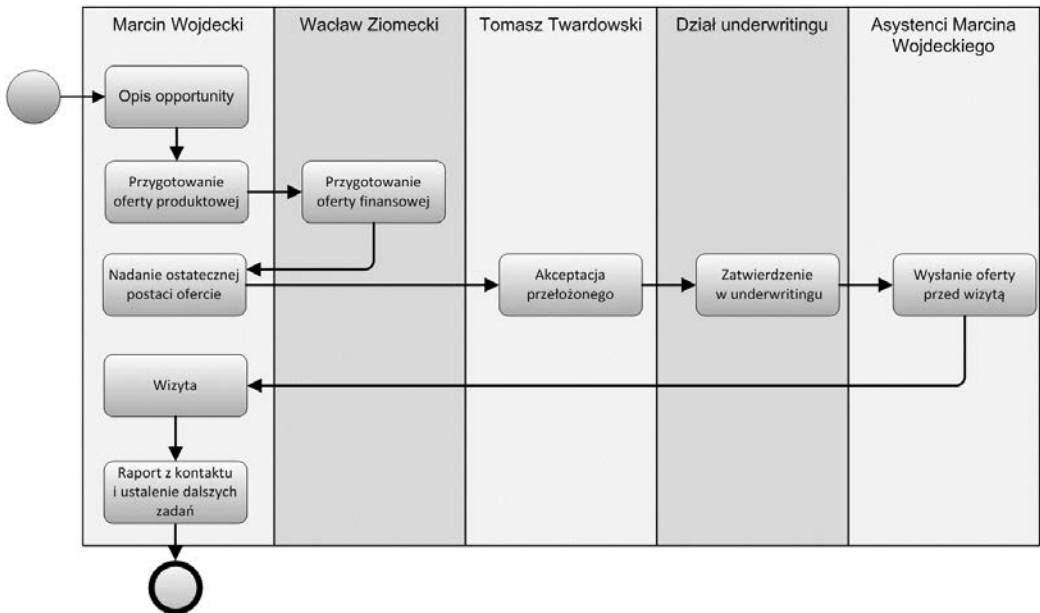 Marcin Wojdecki
Wacław Ziomecki
Tomasz Twardowski
Dział underwritingu
Asystenci Marcina
Wojdeckiego
Opis opportunity
Przygotowanie
oferty produktowej
Przygotowanie
oferty finansowej
Nadanie ostatecznej
postaci ofercie
Akceptacja
przełożonego
Zatwierdzenie
w underwritingu
Wysłanie oferty
przed wizytą
Wizyta
Raport z kontaktu
i ustalenie dalszych
zadań